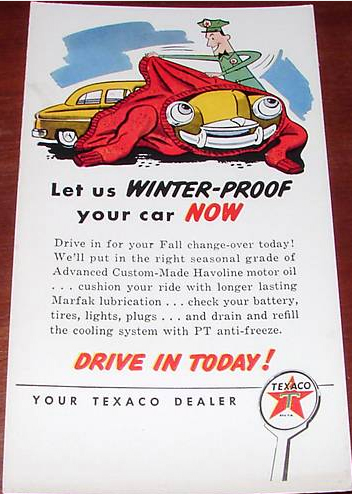 Let us WINTER-PROOF
your car NOW
Drive in for your Fall change-over today!
We'll put in the right seasonal grade of
Advanced Custom-Made Havoline motor oil
. . . cushion your ride with longer lasting
Marfak lubrication . . . check your battery,
tires, lights, plugs . . . and drain and refill
the cooling system with PT anti-freeze.
DRIVE IN TODAY!
YOUR TEXACO DEALER
TEXACO
T